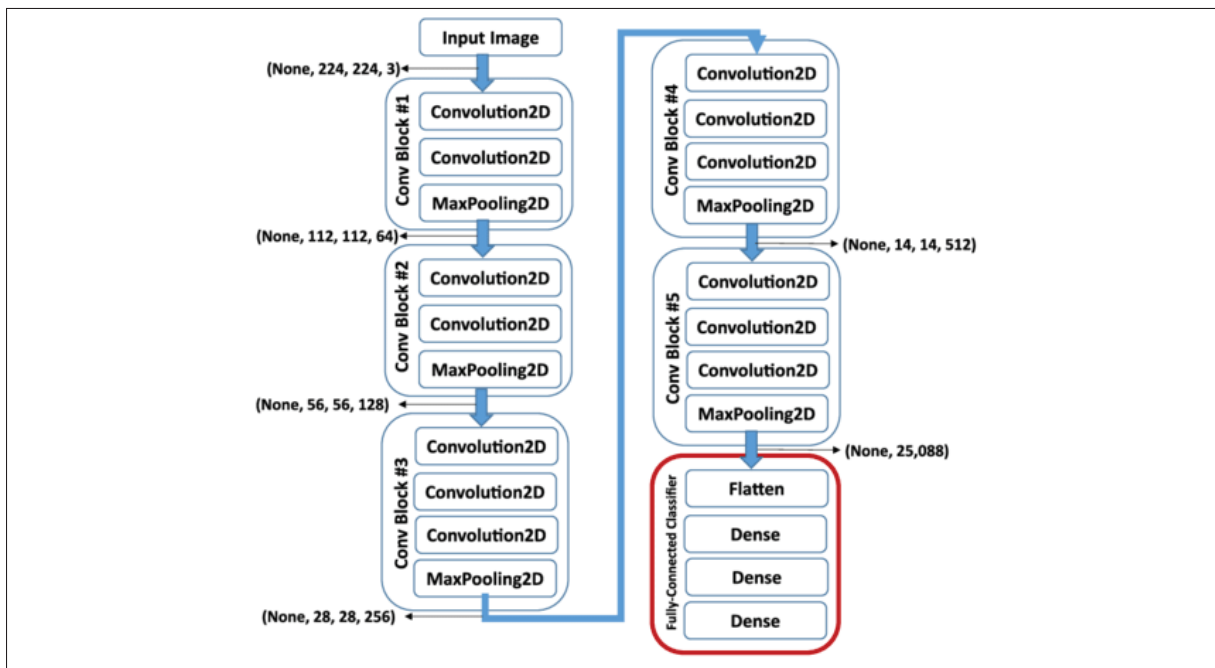 Input Image
(None, 224, 224, 3)
Conv Block #1
Convolution2D
Convolution2D
MaxPooling2D
(None, 112, 112, 64)
Conv Block #2
Convolution2D
Convolution2D
MaxPooling2D
(None, 56, 56, 128)
Conv Block #3
Convolution2D
Convolution2D
Convolution2D
MaxPooling2D
(None, 28, 28, 256)
Conv Block #4
Convolution2D
Convolution2D
Convolution2D
MaxPooling2D
(None, 14, 14, 512)
Conv Block #5
Convolution2D
Convolution2D
Convolution2D
MaxPooling2D
(None, 25,088)
Fully-Connected Classifier
Flatten
Dense
Dense
Dense